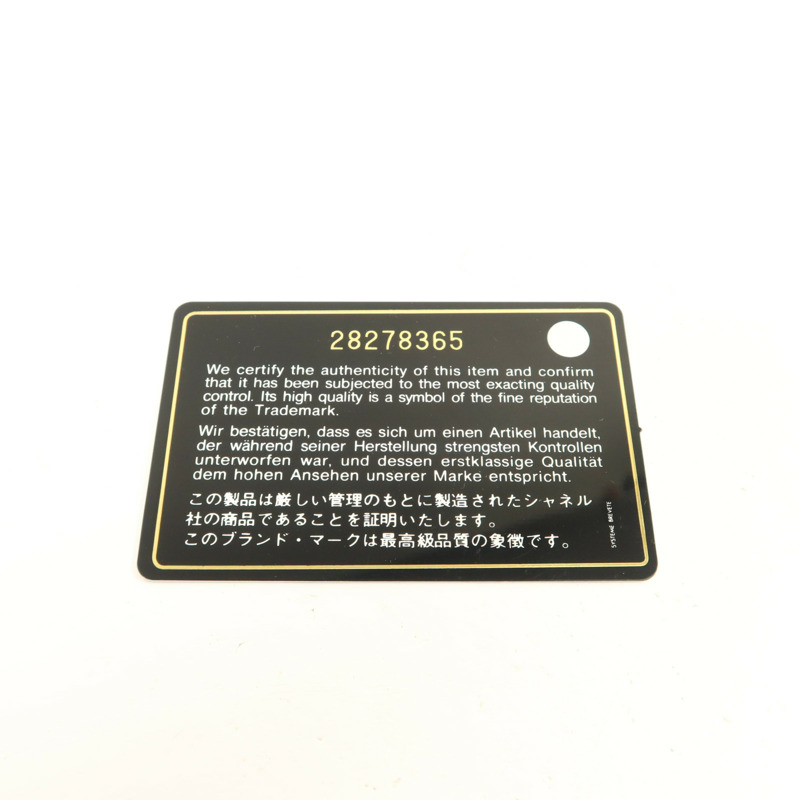 28278365
We certify the authenticity of this item and confirm
that it has been subjected to the most exacting quality
control. Its high quality is a symbol of the fine reputation
of the Trademark.
Wir bestätigen, dass es sich um einen Artikel handelt,
der während seiner Herstellung strengsten Kontrollen
unterworfen war, und dessen erstklassige Qualität
dem hohen Ansehen unserer Marke entspricht.
この製品は厳しい管理のもとに製造されたシャネル
社の商品であることを証明いたします。
このブランド・マークは最高級品質の象徴です。
SYSTEME BREVETE